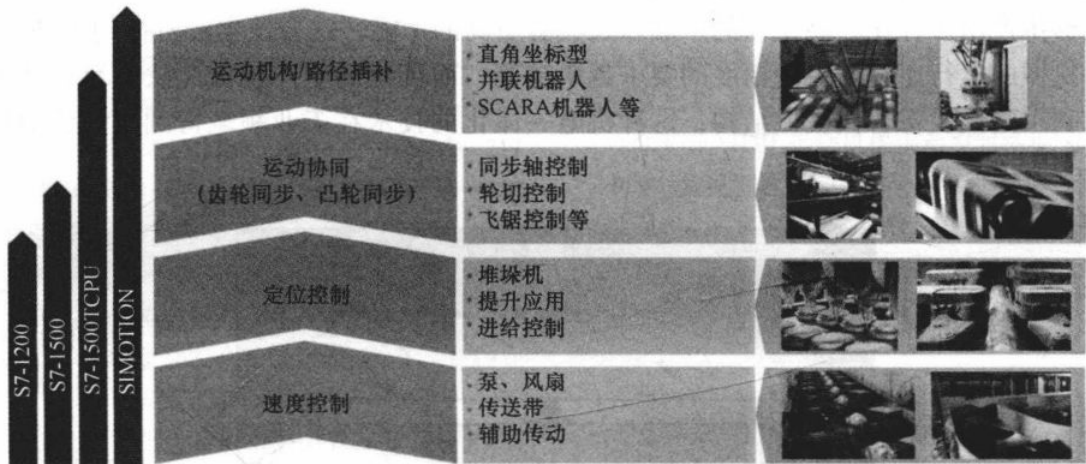 运动机构/路径插补
· 直角坐标型
· 并联机器人
· SCARA机器人等
运动协同
(齿轮同步、凸轮同步)
· 同步轴控制
· 轮切控制
· 飞锯控制等
定位控制
· 堆垛机
· 提升应用
· 进给控制
速度控制
· 泵、风扇
· 传送带
· 辅助传动
S7-1200
S7-1500
S7-1500TCPU
SIMOTION